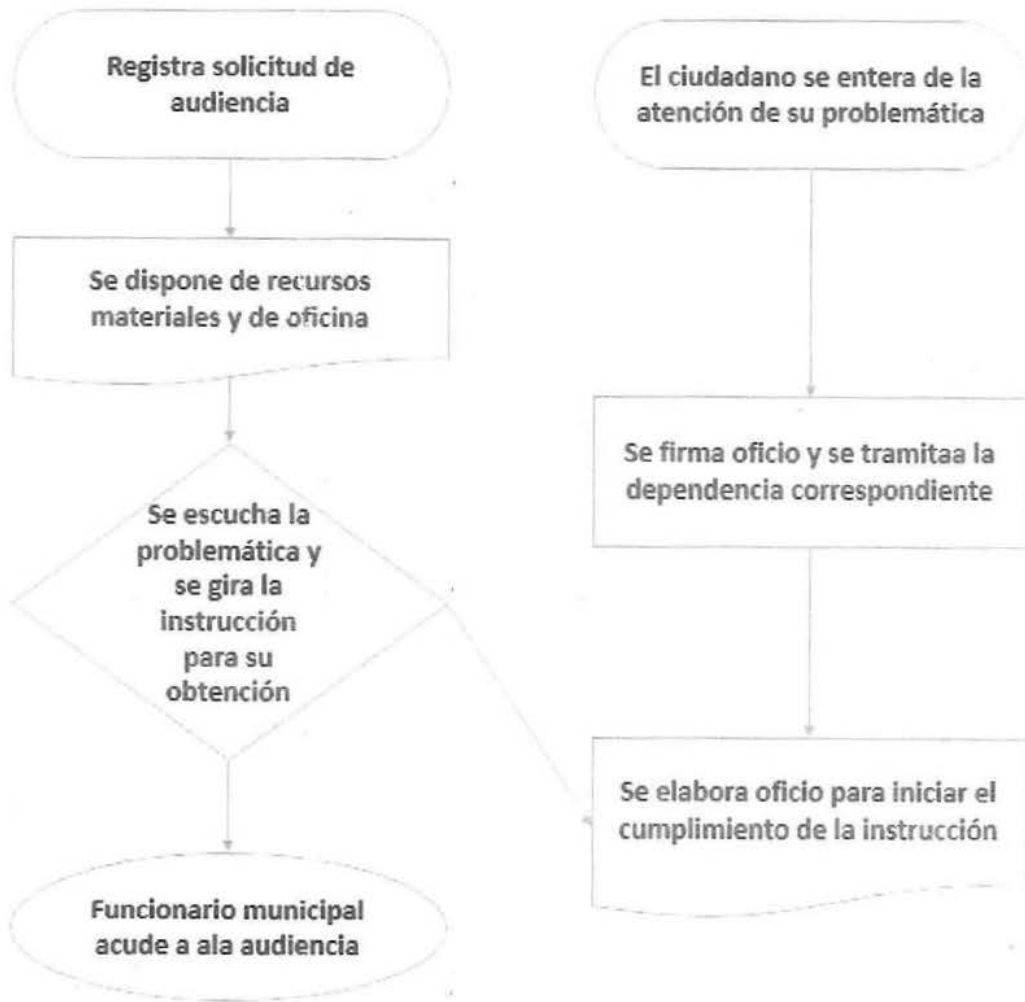 Registra solicitud de
audiencia
Se dispone de recursos
materiales y de oficina
Se escucha la
problemática y
se gira la
instrucción
para su
obtención
Funcionario municipal
acude a ala audiencia
El ciudadano se entera de la
atención de su problemática
Se firma oficio y se tramitaa la
dependencia correspondiente
Se elabora oficio para iniciar el
cumplimiento de la instrucción